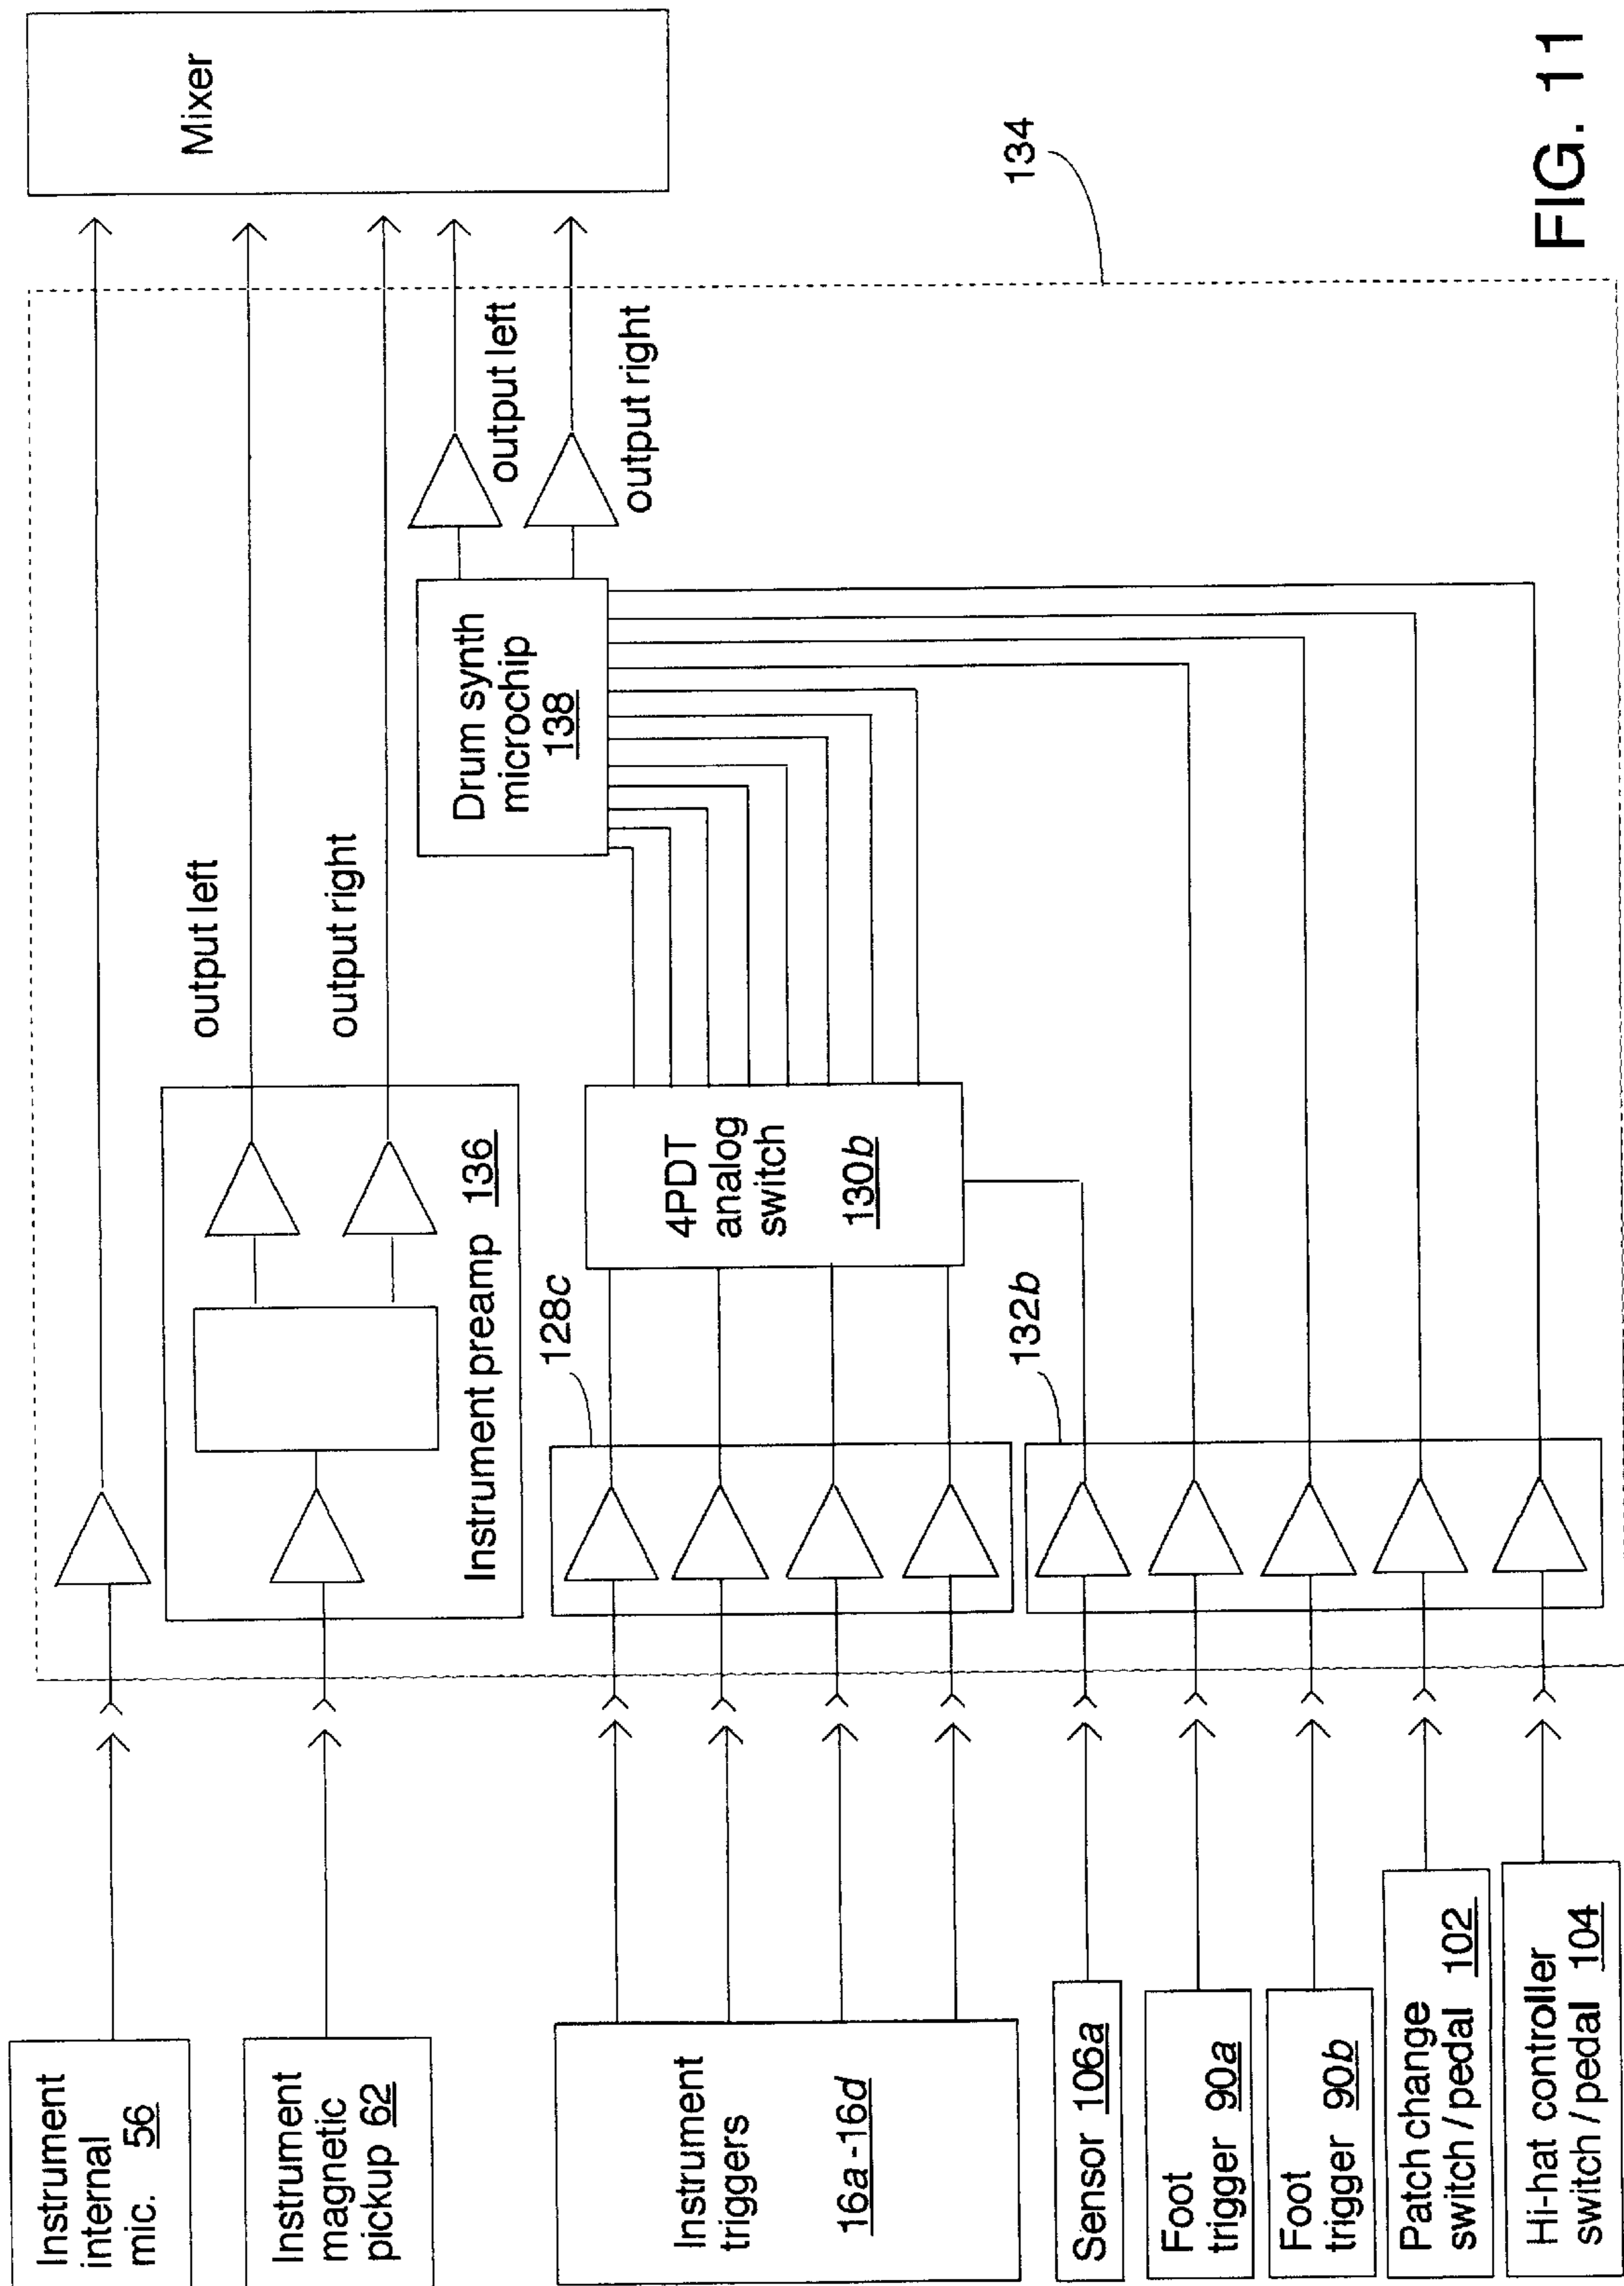 Instrument
internal
mic. 56
Instrument
magnetic
pickup 62
Instrument
triggers
16a-16d
Sensor 106a
Foot
trigger 90a
Foot
trigger 90b
Patch change
switch / pedal 102
Hi-hat controller
switch / pedal 104
Instrument preamp 136
128c
132b
4PDT
analog
switch
130b
output left
output right
Drum synth
microchip
138
output left
output right
Mixer
134
FIG. 11